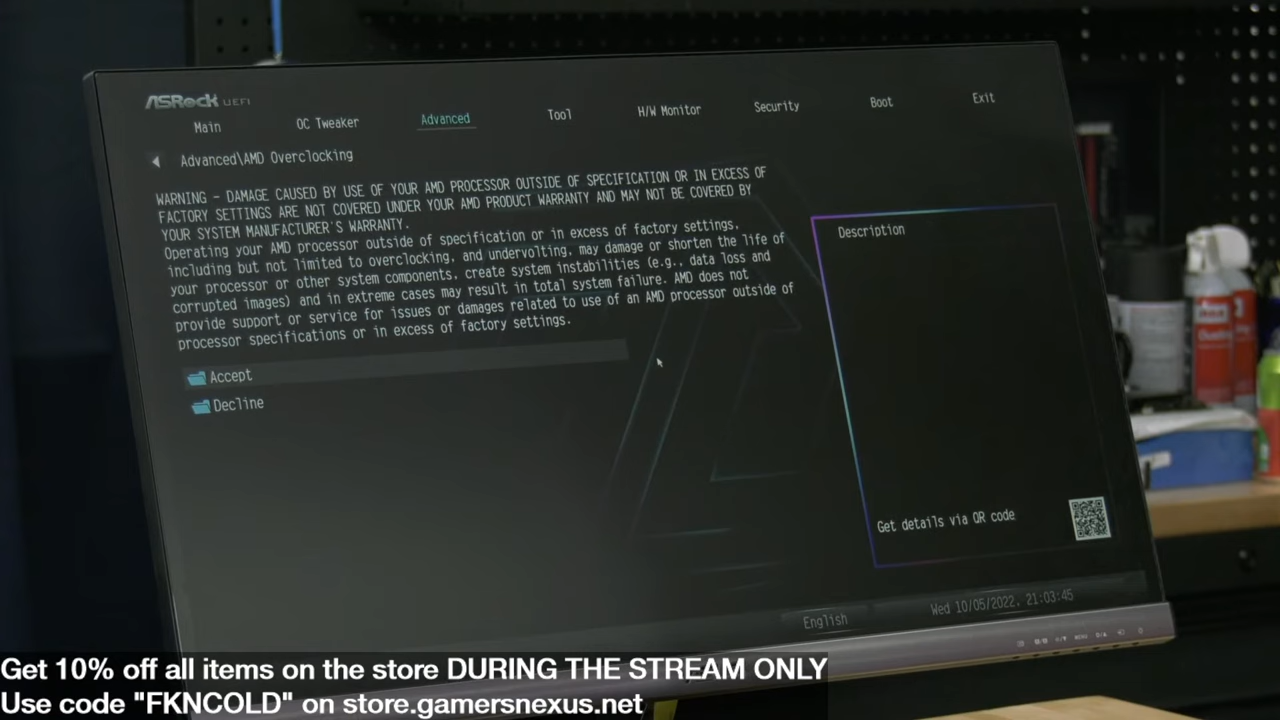 ASRock UEFI
Main OC Tweaker Advanced Tool H/W Monitor Security Boot Exit
Advanced\AMD Overclocking
WARNING - DAMAGE CAUSED BY USE OF YOUR AMD PROCESSOR OUTSIDE OF SPECIFICATION OR IN EXCESS OF
FACTORY SETTINGS ARE NOT COVERED UNDER YOUR AMD PRODUCT WARRANTY AND MAY NOT BE COVERED BY
YOUR SYSTEM MANUFACTURER'S WARRANTY.
Operating your AMD processor outside of specification or in excess of factory settings,
including but not limited to overclocking, and undervolting, may damage or shorten the life of
your processor or other system components, create system instabilities (e.g., data loss and
corrupted images) and in extreme cases may result in total system failure. AMD does not
provide support or service for issues or damages related to use of an AMD processor outside of
processor specifications or in excess of factory settings.
Accept
Decline
Description
Get details via QR code
English Wed 10/05/2022, 21:03:45
Get 10% off all items on the store DURING THE STREAM ONLY
Use code "FKNCOLD" on store.gamersnexus.net